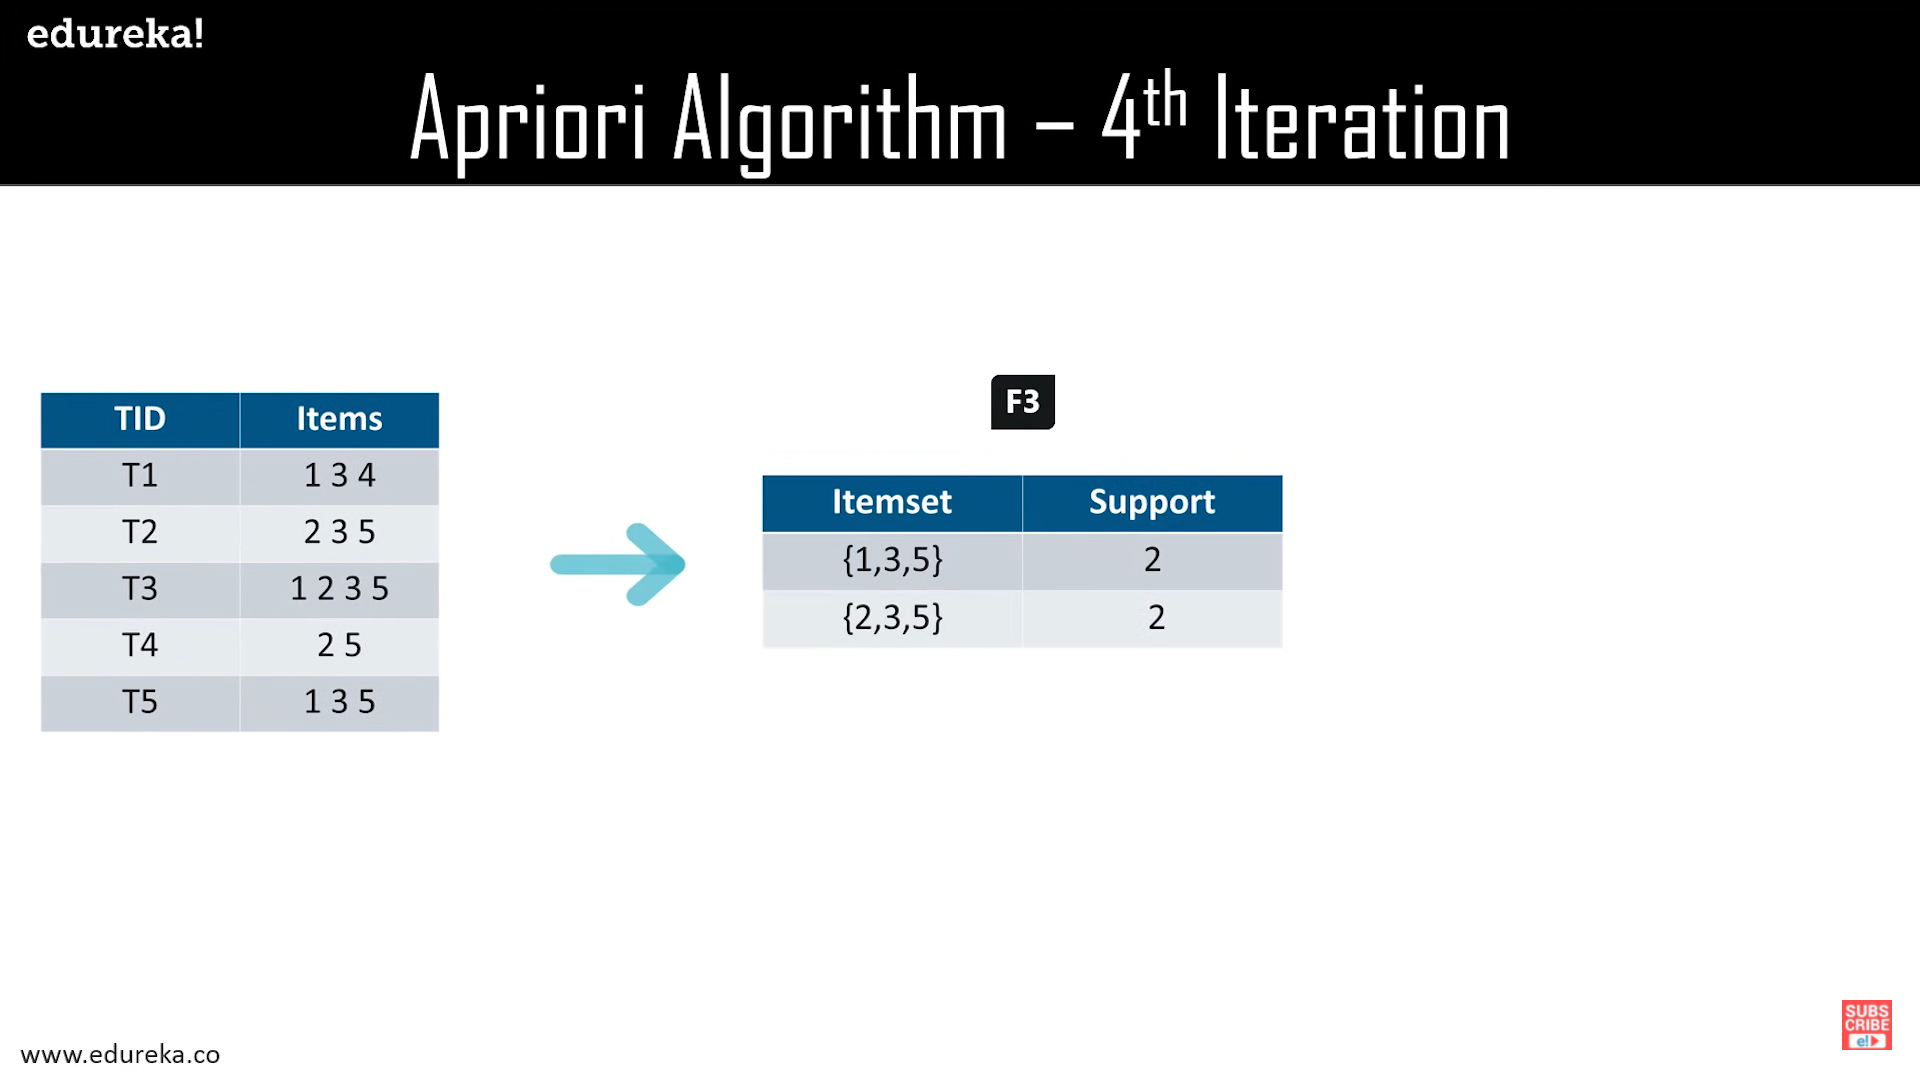 edureka!
Apriori Algorithm – 4th Iteration
TID Items
T1 1 3 4
T2 2 3 5
T3 1 2 3 5
T4 2 5
T5 1 3 5
F3
Itemset Support
{1,3,5} 2
{2,3,5} 2
www.edureka.co
SUBS
CRIBE
e!